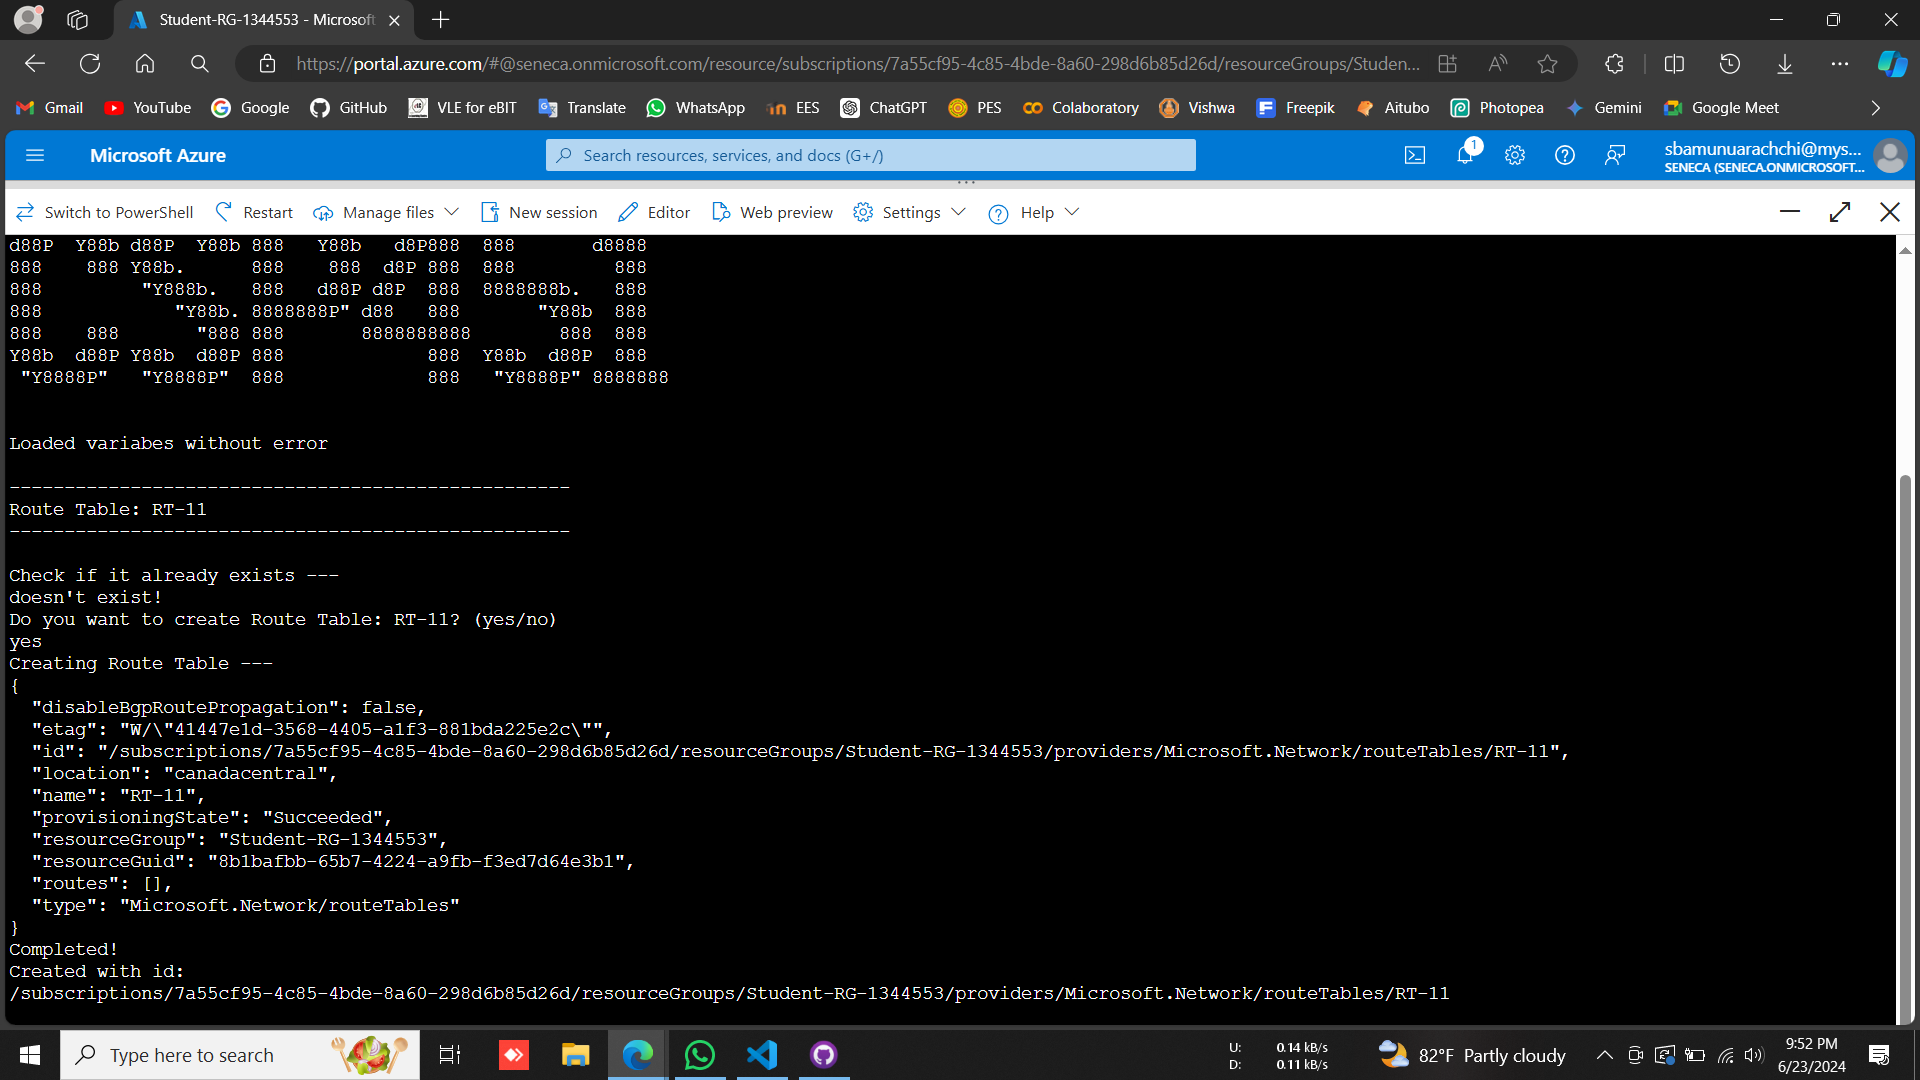 Student-RG-1344553 - Microsoft
https://portal.azure.com/#@seneca.onmicrosoft.com/resource/subscriptions/7a55cf95-4c85-4bde-8a60-298d6b85d26d/resourceGroups/Studen...
Gmail YouTube Google GitHub VLE for eBIT Translate WhatsApp EES ChatGPT PES Colaboratory Vishwa Freepik Aitubo Photopea Gemini Google Meet
Microsoft Azure
Search resources, services, and docs (G+/)
1
sbamunuarachchi@mys...
SENECA (SENECA.ONMICROSOFT....
Switch to PowerShell Restart Manage files New session Editor Web preview Settings Help
d88P  Y88b d88P  Y88b 888   Y88b   d8P888  888       d8888
888    888 Y88b.      888    888  d8P 888  888         888
888         "Y888b.   888   d88P d8P  888  8888888b.   888
888            "Y88b. 8888888P" d88   888       "Y88b  888
888    888       "888 888       8888888888        888  888
Y88b  d88P Y88b  d88P 888             888  Y88b  d88P  888
 "Y8888P"   "Y8888P"  888             888   "Y8888P" 8888888
Loaded variabes without error
---------------------------------------------------
Route Table: RT-11
---------------------------------------------------
Check if it already exists ---
doesn't exist!
Do you want to create Route Table: RT-11? (yes/no)
yes
Creating Route Table ---
{
  "disableBgpRoutePropagation": false,
  "etag": "W/\"41447e1d-3568-4405-a1f3-881bda225e2c\"",
  "id": "/subscriptions/7a55cf95-4c85-4bde-8a60-298d6b85d26d/resourceGroups/Student-RG-1344553/providers/Microsoft.Network/routeTables/RT-11",
  "location": "canadacentral",
  "name": "RT-11",
  "provisioningState": "Succeeded",
  "resourceGroup": "Student-RG-1344553",
  "resourceGuid": "8b1bafbb-65b7-4224-a9fb-f3ed7d64e3b1",
  "routes": [],
  "type": "Microsoft.Network/routeTables"
}
Completed!
Created with id:
/subscriptions/7a55cf95-4c85-4bde-8a60-298d6b85d26d/resourceGroups/Student-RG-1344553/providers/Microsoft.Network/routeTables/RT-11
Type here to search
U: 0.14 kB/s
D: 0.11 kB/s
82°F Partly cloudy
9:52 PM
6/23/2024